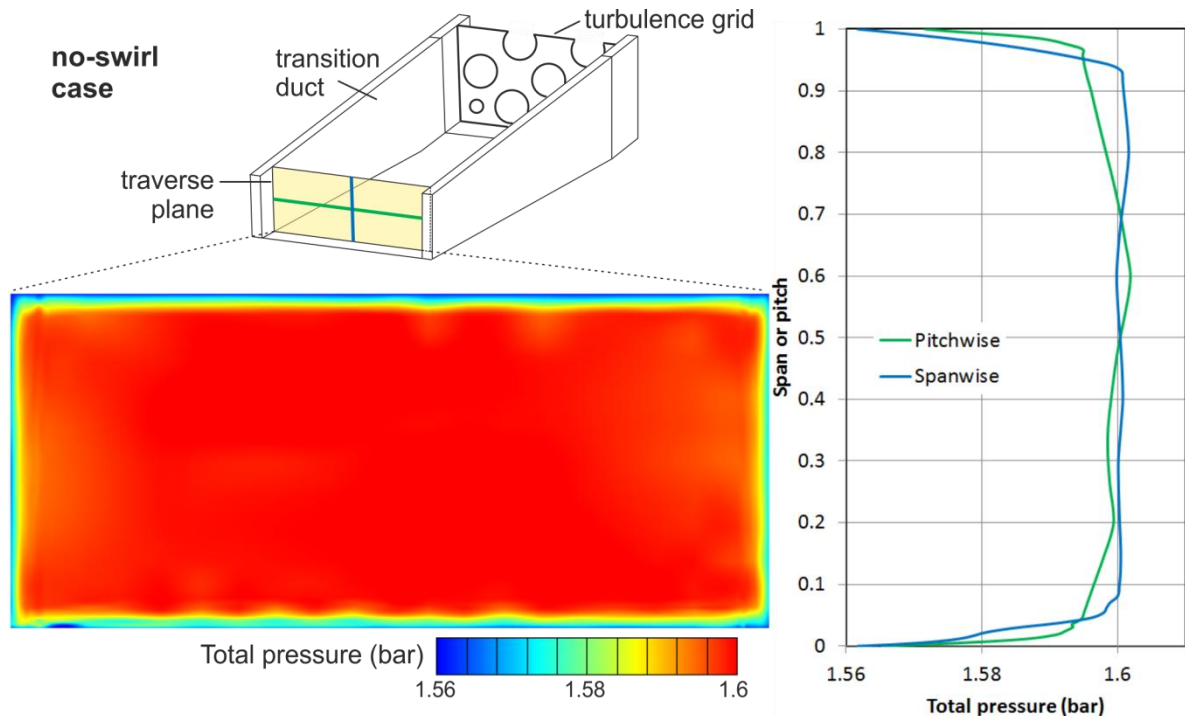 no-swirl
case
turbulence grid
transition
duct
traverse
plane
Total pressure (bar)
1.56
1.58
1.6
Span or pitch
1
0.9
0.8
0.7
0.6
0.5
0.4
0.3
0.2
0.1
0
Pitchwise
Spanwise
1.56
1.58
1.6
Total pressure (bar)